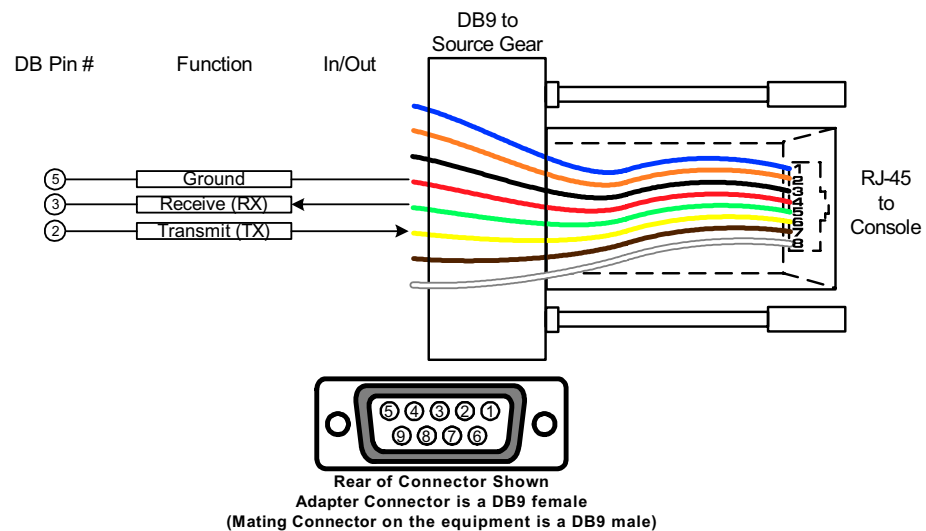 DB9 to
Source Gear
DB Pin # Function In/Out
5 Ground
3 Receive (RX)
2 Transmit (TX)
1
2
3
4
5
6
7
8
RJ-45
to
Console
5 4 3 2 1
9 8 7 6
Rear of Connector Shown
Adapter Connector is a DB9 female
(Mating Connector on the equipment is a DB9 male)